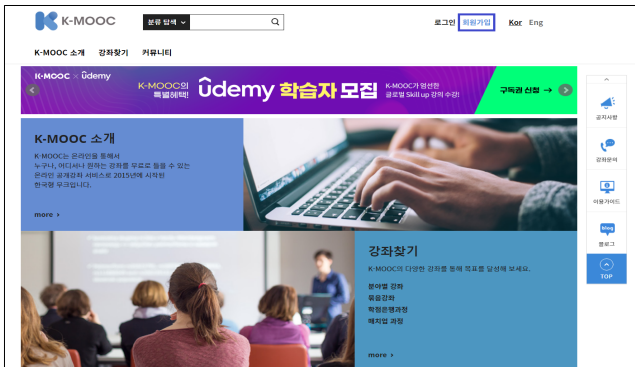 K-MOOC
분류 탐색
로그인 회원가입 Kor Eng
K-MOOC 소개 강좌찾기 커뮤니티
K-MOOC × ûdemy
K-MOOC의
특별혜택!
ûdemy 학습자 모집
K-MOOC가 엄선한
글로벌 Skill up 강의 수강!
구독권 신청 →
K-MOOC 소개
K-MOOC는 온라인을 통해서
누구나, 어디서나 원하는 강좌를 무료로 들을 수 있는
온라인 공개강좌 서비스로 2015년에 시작된
한국형 무크입니다.
more ›
강좌찾기
K-MOOC의 다양한 강좌를 통해 목표를 달성해 보세요.
분야별 강좌
묶음강좌
학점은행과정
매치업 과정
more ›
공지사항
강좌문의
이용가이드
blog
블로그
TOP